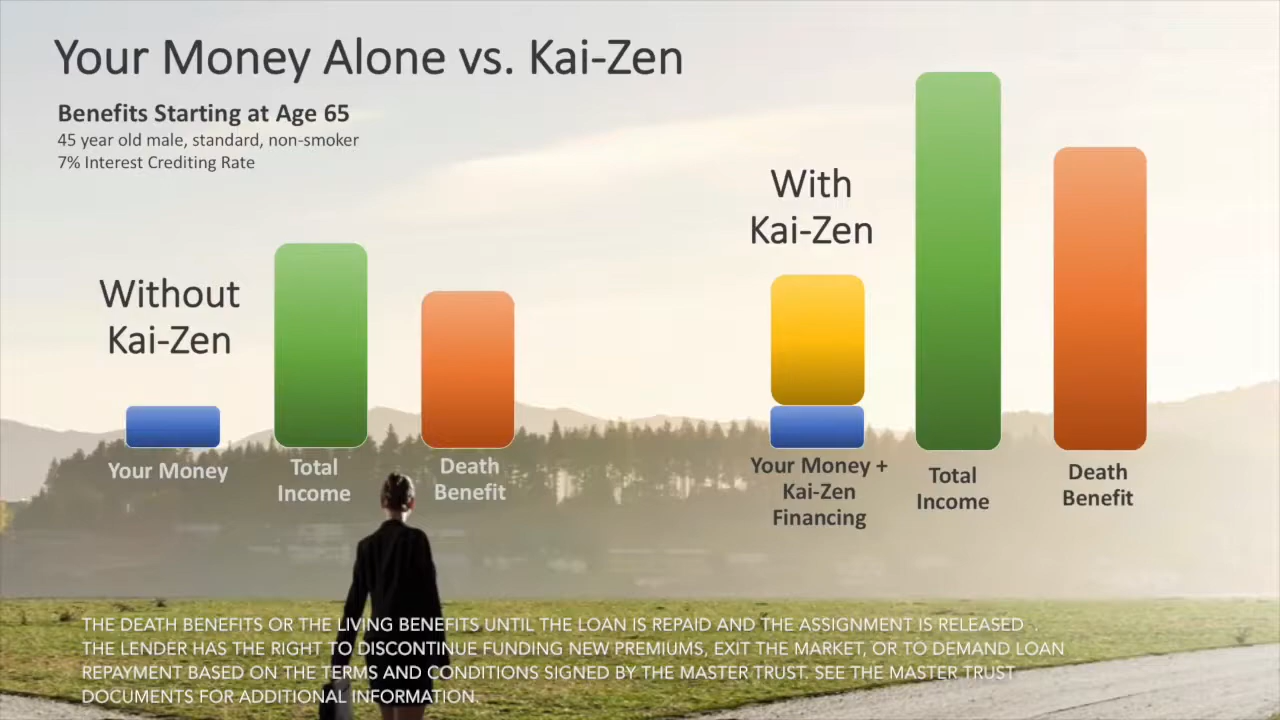 Your Money Alone vs. Kai-Zen
Benefits Starting at Age 65
45 year old male, standard, non-smoker
7% Interest Crediting Rate
Without
Kai-Zen
Your Money
Total
Income
Death
Benefit
With
Kai-Zen
Your Money +
Kai-Zen
Financing
Total
Income
Death
Benefit
THE DEATH BENEFITS OR THE LIVING BENEFITS UNTIL THE LOAN IS REPAID AND THE ASSIGNMENT IS RELEASED .
THE LENDER HAS THE RIGHT TO DISCONTINUE FUNDING NEW PREMIUMS, EXIT THE MARKET, OR TO DEMAND LOAN
REPAYMENT BASED ON THE TERMS AND CONDITIONS SIGNED BY THE MASTER TRUST. SEE THE MASTER TRUST
DOCUMENTS FOR ADDITIONAL INFORMATION.